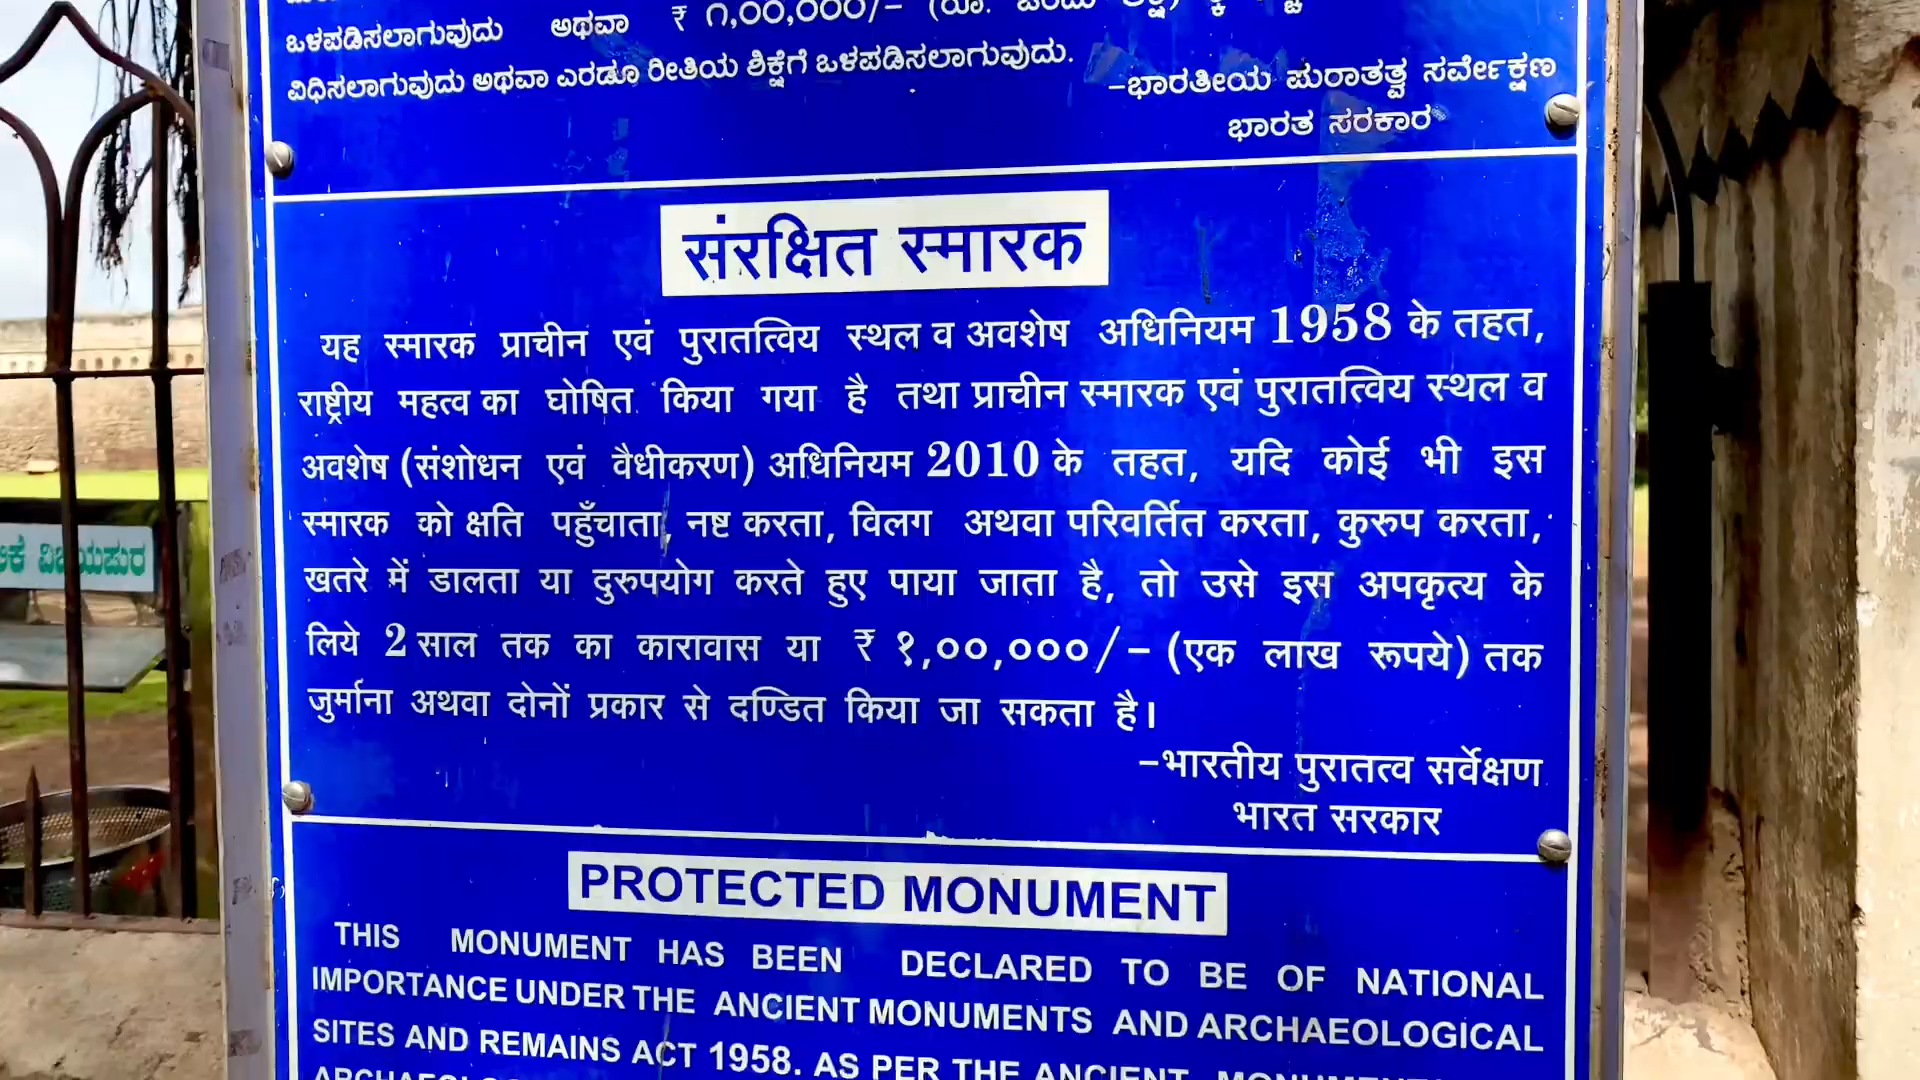 ಒಳಪಡಿಸಲಾಗುವುದು ಅಥವಾ ₹ ೧,೦೦,೦೦೦/- (ರೂ.
ವಿಧಿಸಲಾಗುವುದು ಅಥವಾ ಎರಡೂ ರೀತಿಯ ಶಿಕ್ಷೆಗೆ ಒಳಪಡಿಸಲಾಗುವುದು.
-ಭಾರತೀಯ ಪುರಾತತ್ವ ಸರ್ವೇಕ್ಷಣ
ಭಾರತ ಸರಕಾರ
संरक्षित स्मारक
यह स्मारक प्राचीन एवं पुरातत्विय स्थल व अवशेष अधिनियम 1958 के तहत,
राष्ट्रीय महत्व का घोषित किया गया है तथा प्राचीन स्मारक एवं पुरातत्विय स्थल व
अवशेष (संशोधन एवं वैधीकरण) अधिनियम 2010 के तहत, यदि कोई भी इस
स्मारक को क्षति पहुँचाता, नष्ट करता, विलग अथवा परिवर्तित करता, कुरुप करता,
खतरे में डालता या दुरुपयोग करते हुए पाया जाता है, तो उसे इस अपकृत्य के
लिये 2 साल तक का कारावास या ₹ १,००,०००/- (एक लाख रूपये) तक
जुर्माना अथवा दोनों प्रकार से दण्डित किया जा सकता है।
-भारतीय पुरातत्व सर्वेक्षण
भारत सरकार
PROTECTED MONUMENT
THIS MONUMENT HAS BEEN DECLARED TO BE OF NATIONAL
IMPORTANCE UNDER THE ANCIENT MONUMENTS AND ARCHAEOLOGICAL
SITES AND REMAINS ACT 1958. AS PER THE ANCIENT
ವಿಜಯಪುರ